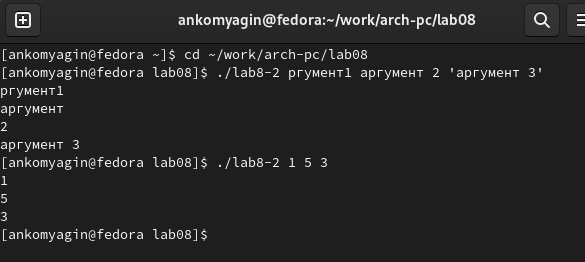 ankomyagin@fedora:~/work/arch-pc/lab08
[ankomyagin@fedora ~]$ cd ~/work/arch-pc/lab08
[ankomyagin@fedora lab08]$ ./lab8-2 ргумент1 аргумент 2 'аргумент 3'
ргумент1
аргумент
2
аргумент 3
[ankomyagin@fedora lab08]$ ./lab8-2 1 5 3
1
5
3
[ankomyagin@fedora lab08]$